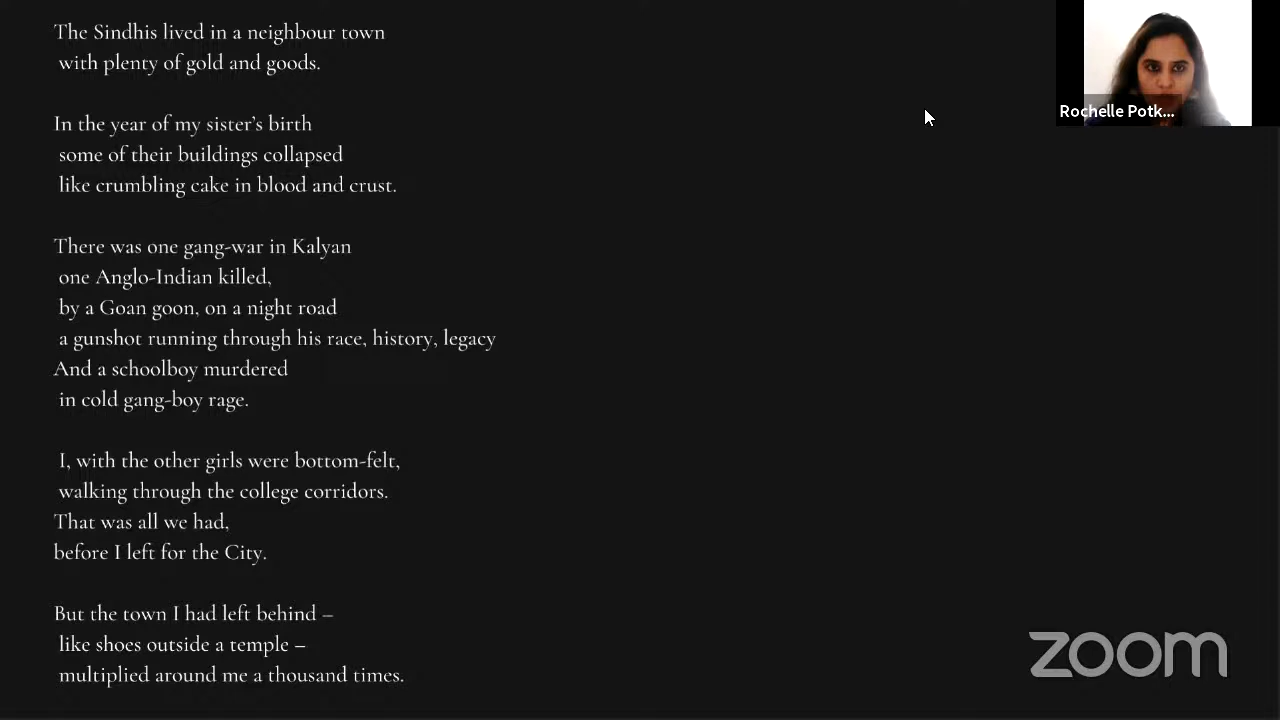 The Sindhis lived in a neighbour town
with plenty of gold and goods.
In the year of my sister's birth
some of their buildings collapsed
like crumbling cake in blood and crust.
There was one gang-war in Kalyan
one Anglo-Indian killed,
by a Goan goon, on a night road
a gunshot running through his race, history, legacy
And a schoolboy murdered
in cold gang-boy rage.
I, with the other girls were bottom-felt,
walking through the college corridors.
That was all we had,
before I left for the City.
But the town I had left behind –
like shoes outside a temple –
multiplied around me a thousand times.
Rochelle Potk...
zoom